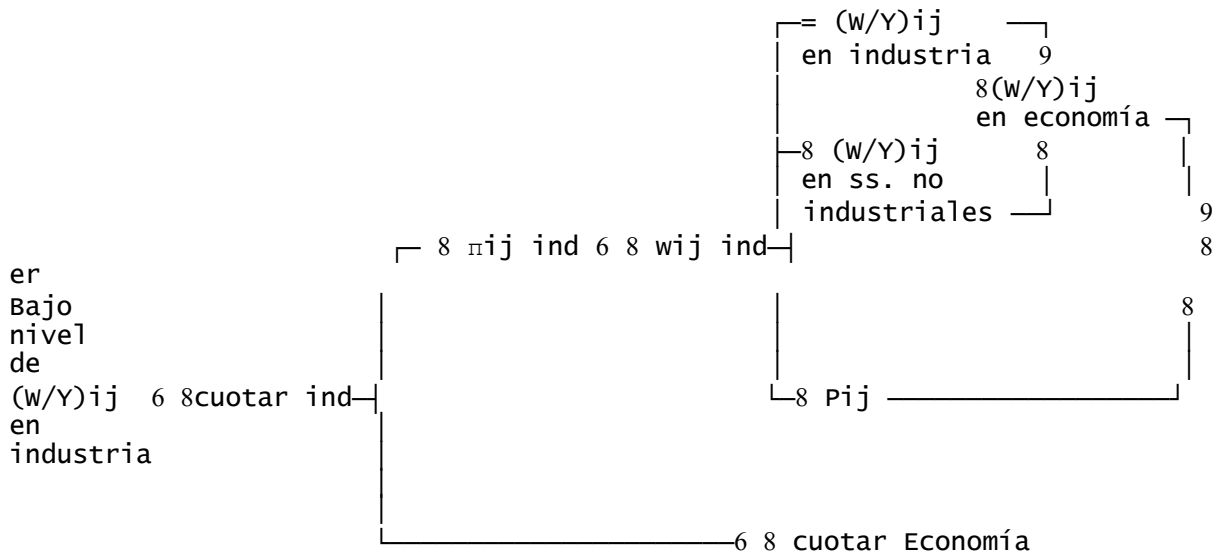 = (W/Y)ij
en industria 9
8(W/Y)ij
en economía
8 (W/Y)ij 8
en ss. no
industriales
9
8 πij ind 6 8 wij ind 8
er
Bajo 8
nivel
de
(W/Y)ij 6 8cuotar ind 8 Pij
en
industria
6 8 cuotar Economía